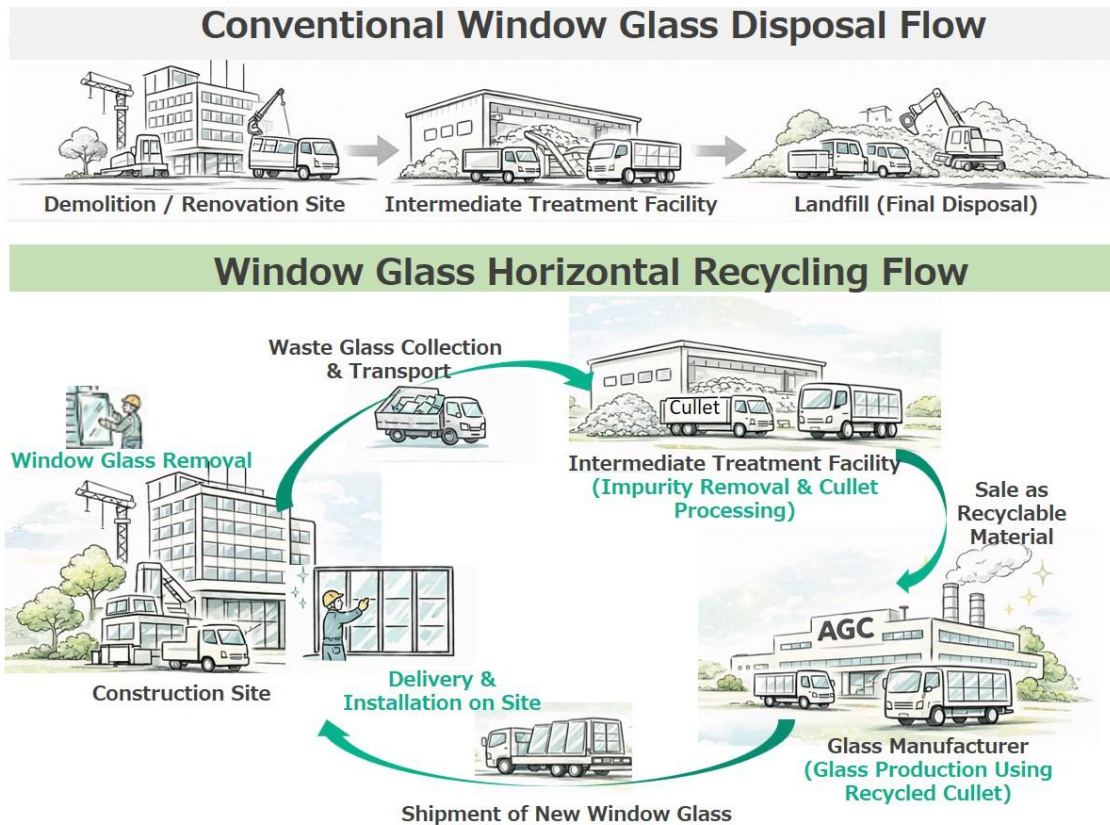 Conventional Window Glass Disposal Flow
Demolition / Renovation Site
Intermediate Treatment Facility
Landfill (Final Disposal)
Window Glass Horizontal Recycling Flow
Waste Glass Collection
& Transport
Window Glass Removal
Cullet
Intermediate Treatment Facility
(Impurity Removal & Cullet
Processing)
Sale as
Recyclable
Material
AGC
Construction Site
Delivery &
Installation on Site
Glass Manufacturer
(Glass Production Using
Recycled Cullet)
Shipment of New Window Glass